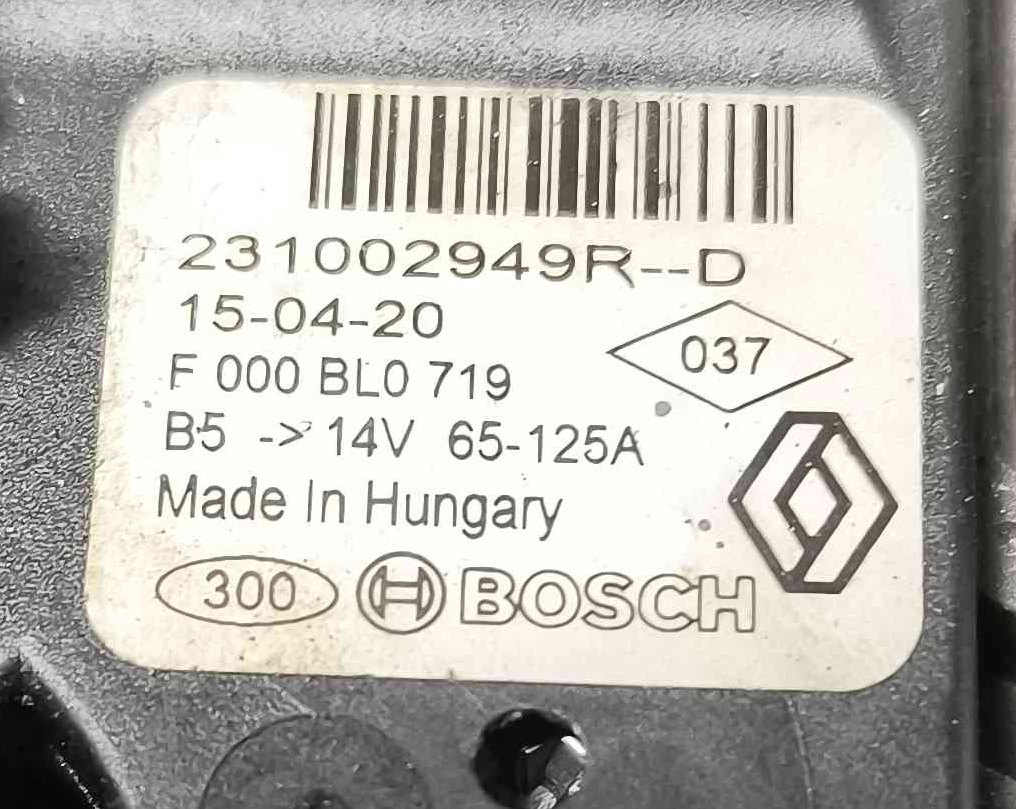 231002949R--D
15-04-20
037
F 000 BL0 719
B5 -> 14V 65-125A
Made In Hungary
300 BOSCH